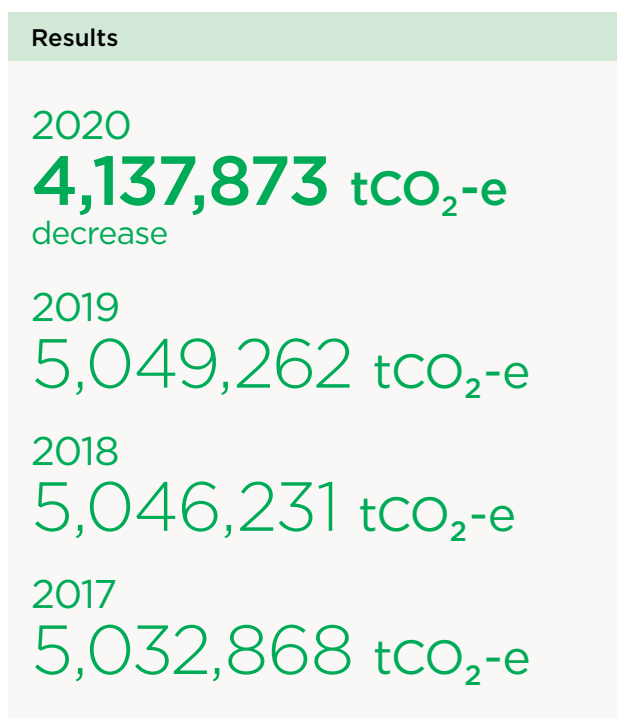 Results
2020
4,137,873 tCO₂-e
decrease
2019
5,049,262 tCO₂-e
2018
5,046,231 tCO₂-e
2017
5,032,868 tCO₂-e